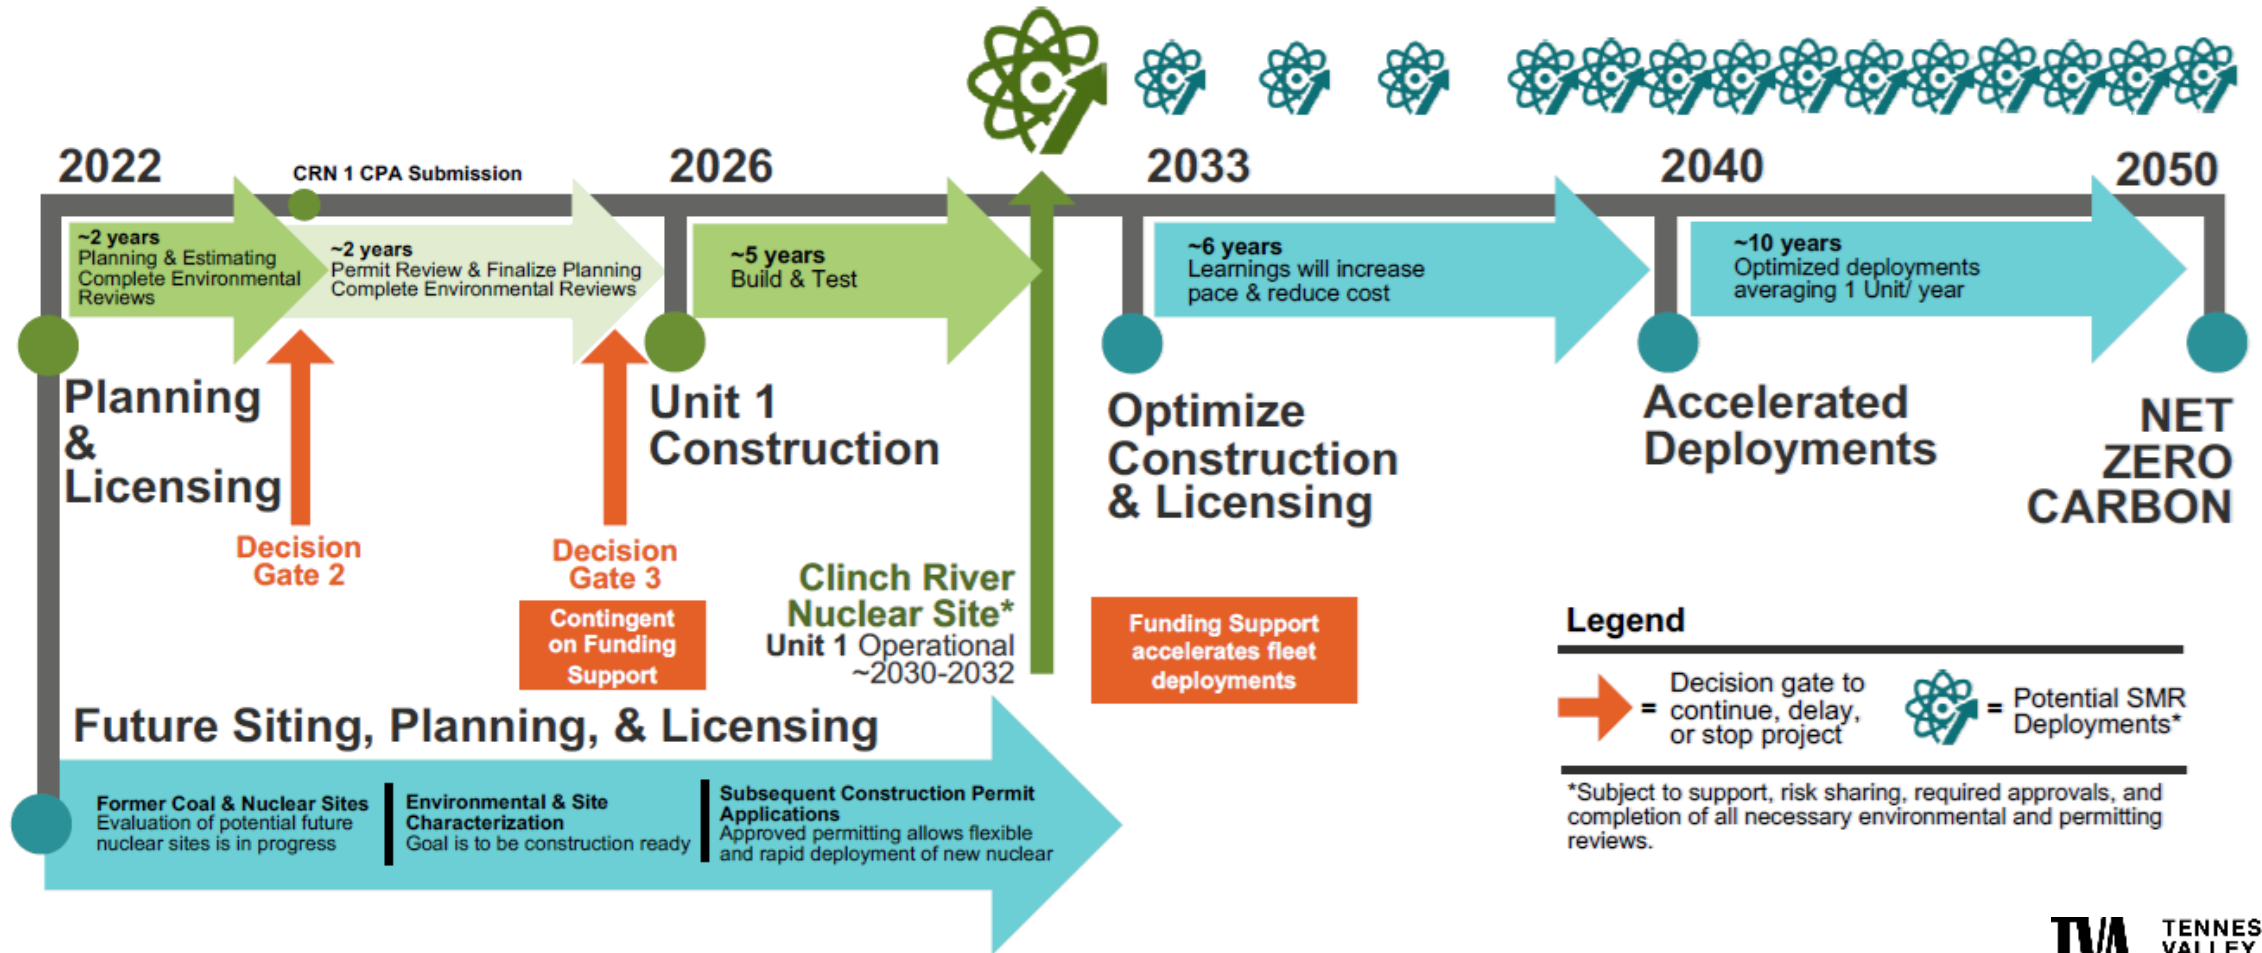 2022
CRN 1 CPA Submission
2026
2033
2040
2050
~2 years
Planning & Estimating
Complete Environmental
Reviews
~2 years
Permit Review & Finalize Planning
Complete Environmental Reviews
~5 years
Build & Test
~6 years
Learnings will increase
pace & reduce cost
~10 years
Optimized deployments
averaging 1 Unit/ year
Planning
&
Licensing
Decision
Gate 2
Decision
Gate 3
Contingent
on Funding
Support
Unit 1
Construction
Clinch River
Nuclear Site*
Unit 1 Operational
~2030-2032
Optimize
Construction
& Licensing
Funding Support
accelerates fleet
deployments
Accelerated
Deployments
NET
ZERO
CARBON
Legend
= Decision gate to
continue, delay,
or stop project
= Potential SMR
Deployments*
*Subject to support, risk sharing, required approvals, and
completion of all necessary environmental and permitting
reviews.
Future Siting, Planning, & Licensing
Former Coal & Nuclear Sites
Evaluation of potential future
nuclear sites is in progress
Environmental & Site
Characterization
Goal is to be construction ready
Subsequent Construction Permit
Applications
Approved permitting allows flexible
and rapid deployment of new nuclear
TVA
TENNES
VALLEY